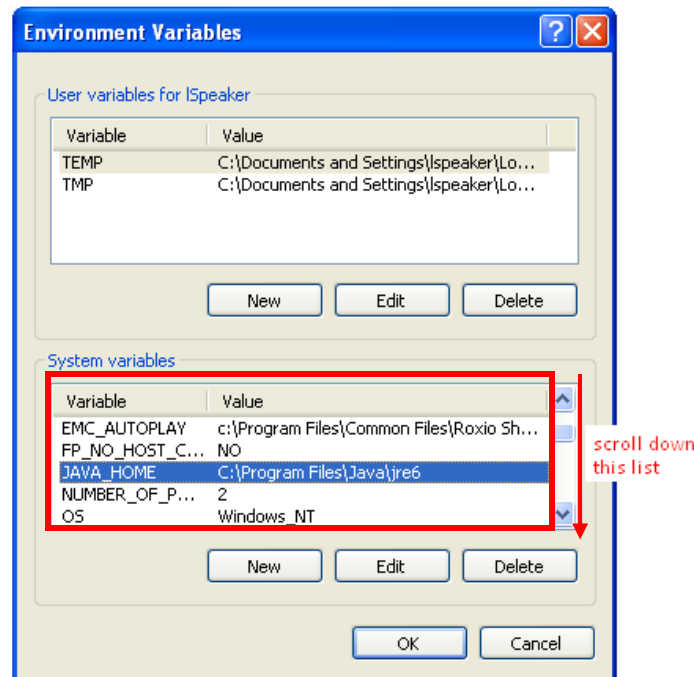 Environment Variables
User variables for lSpeaker
Variable Value
TEMP C:\Documents and Settings\lspeaker\Lo...
TMP C:\Documents and Settings\lspeaker\Lo...
New Edit Delete
System variables
Variable Value
EMC_AUTOPLAY c:\Program Files\Common Files\Roxio Sh...
FP_NO_HOST_C... NO
JAVA_HOME C:\Program Files\Java\jre6
NUMBER_OF_P... 2
OS Windows_NT
scroll down
this list
New Edit Delete
OK Cancel